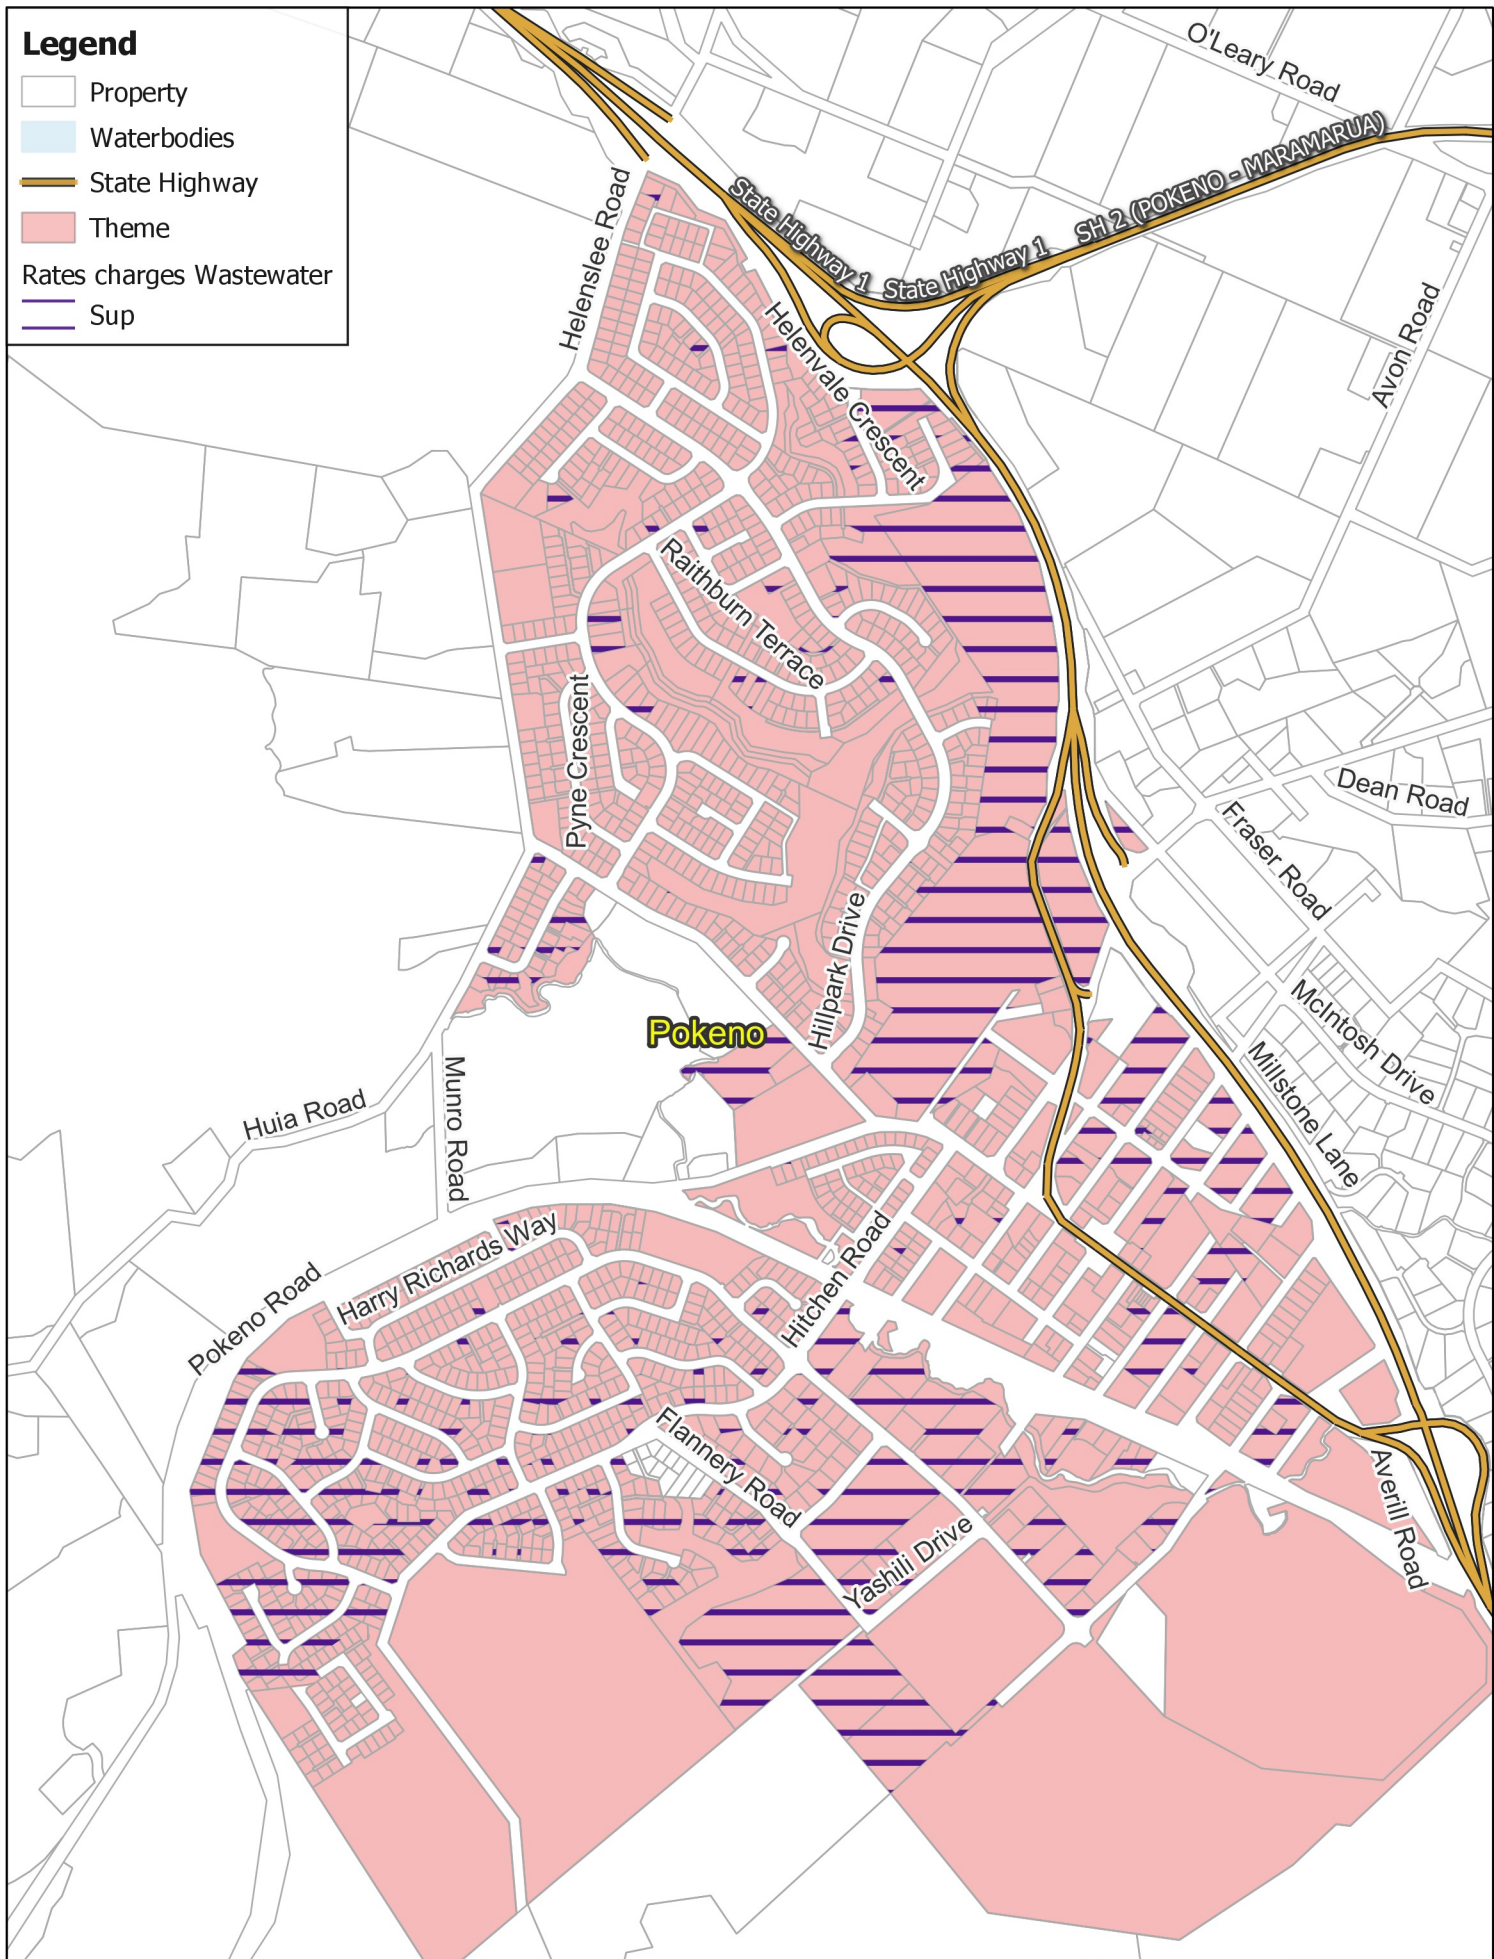 Legend
Property
Waterbodies
State Highway
Theme
Rates charges Wastewater
Sup
O'Leary Road
SH 2 (POKENO - MARAMARUA)
State Highway 1
State Highway 1
Helenslee Road
Helenvale Crescent
Avon Road
Raithburn Terrace
Pyne Crescent
Dean Road
Fraser Road
Hillpark Drive
McIntosh Drive
Pokeno
Millstone Lane
Munro Road
Huia Road
Harry Richards Way
Hitchen Road
Pokeno Road
Flannery Road
Yashili Drive
Averill Road